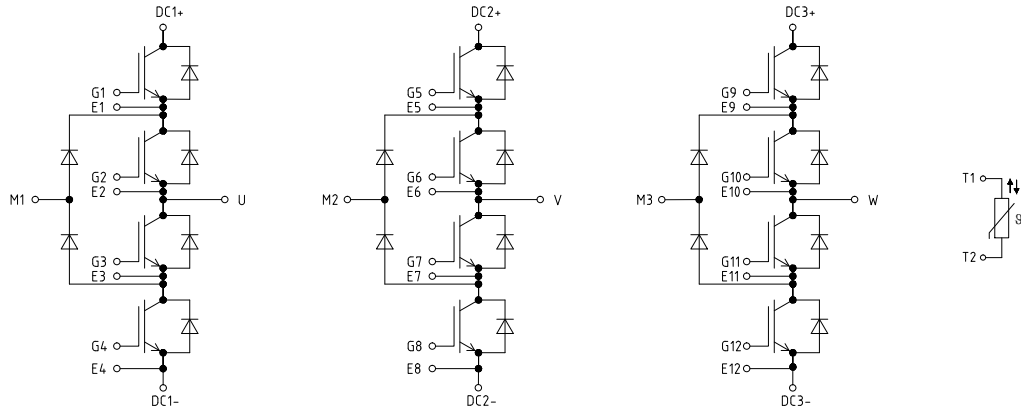 DC1+ DC2+ DC3+
G1 G5 G9
E1 E5 E9
G2 G6 G10
E2 E6 E10
M1 U M2 V M3 W
G3 G7 G11
E3 E7 E11
G4 G8 G12
E4 E8 E12
DC1- DC2- DC3-
T1
ϑ
T2